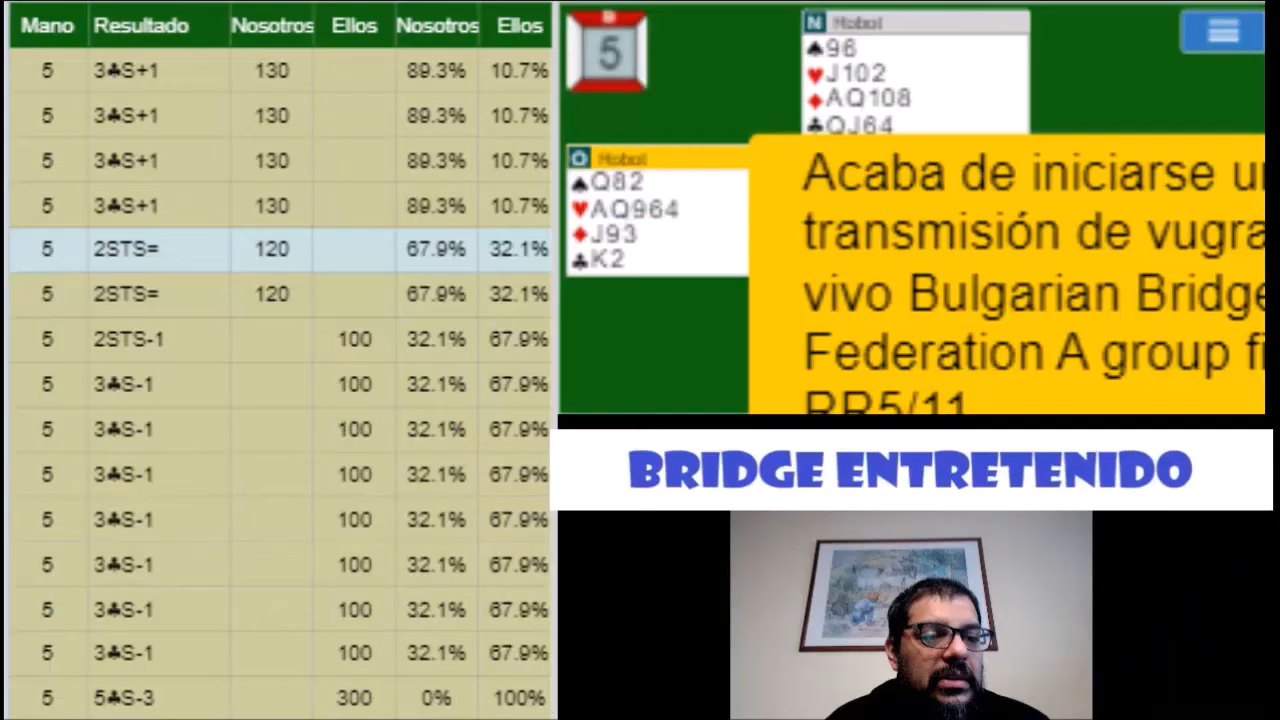 Mano Resultado Nosotros Ellos Nosotros Ellos
5 3♣S+1 130 89.3% 10.7%
5 3♣S+1 130 89.3% 10.7%
5 3♣S+1 130 89.3% 10.7%
5 3♣S+1 130 89.3% 10.7%
5 2STS= 120 67.9% 32.1%
5 2STS= 120 67.9% 32.1%
5 2STS-1 100 32.1% 67.9%
5 3♣S-1 100 32.1% 67.9%
5 3♣S-1 100 32.1% 67.9%
5 3♣S-1 100 32.1% 67.9%
5 3♣S-1 100 32.1% 67.9%
5 3♣S-1 100 32.1% 67.9%
5 3♣S-1 100 32.1% 67.9%
5 3♣S-1 100 32.1% 67.9%
5 5♣S-3 300 0% 100%
5
N Robot
♠96
♥J102
♦AQ108
♣QJ64
O Robot
♠Q82
♥AQ964
♦J93
♣K2
Acaba de iniciarse u
transmisión de vugra
vivo Bulgarian Bridge
Federation A group fi
RR5/11
BRIDGE ENTRETENIDO